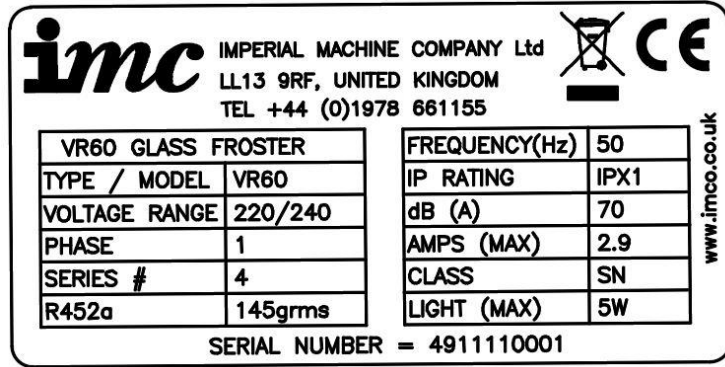 imc
IMPERIAL MACHINE COMPANY Ltd
LL13 9RF, UNITED KINGDOM
TEL +44 (0)1978 661155
CE
VR60 GLASS FROSTER
TYPE / MODEL VR60
VOLTAGE RANGE 220/240
PHASE 1
SERIES # 4
R452a 145grms
FREQUENCY(Hz) 50
IP RATING IPX1
dB (A) 70
AMPS (MAX) 2.9
CLASS SN
LIGHT (MAX) 5W
www.imco.co.uk
SERIAL NUMBER = 4911110001